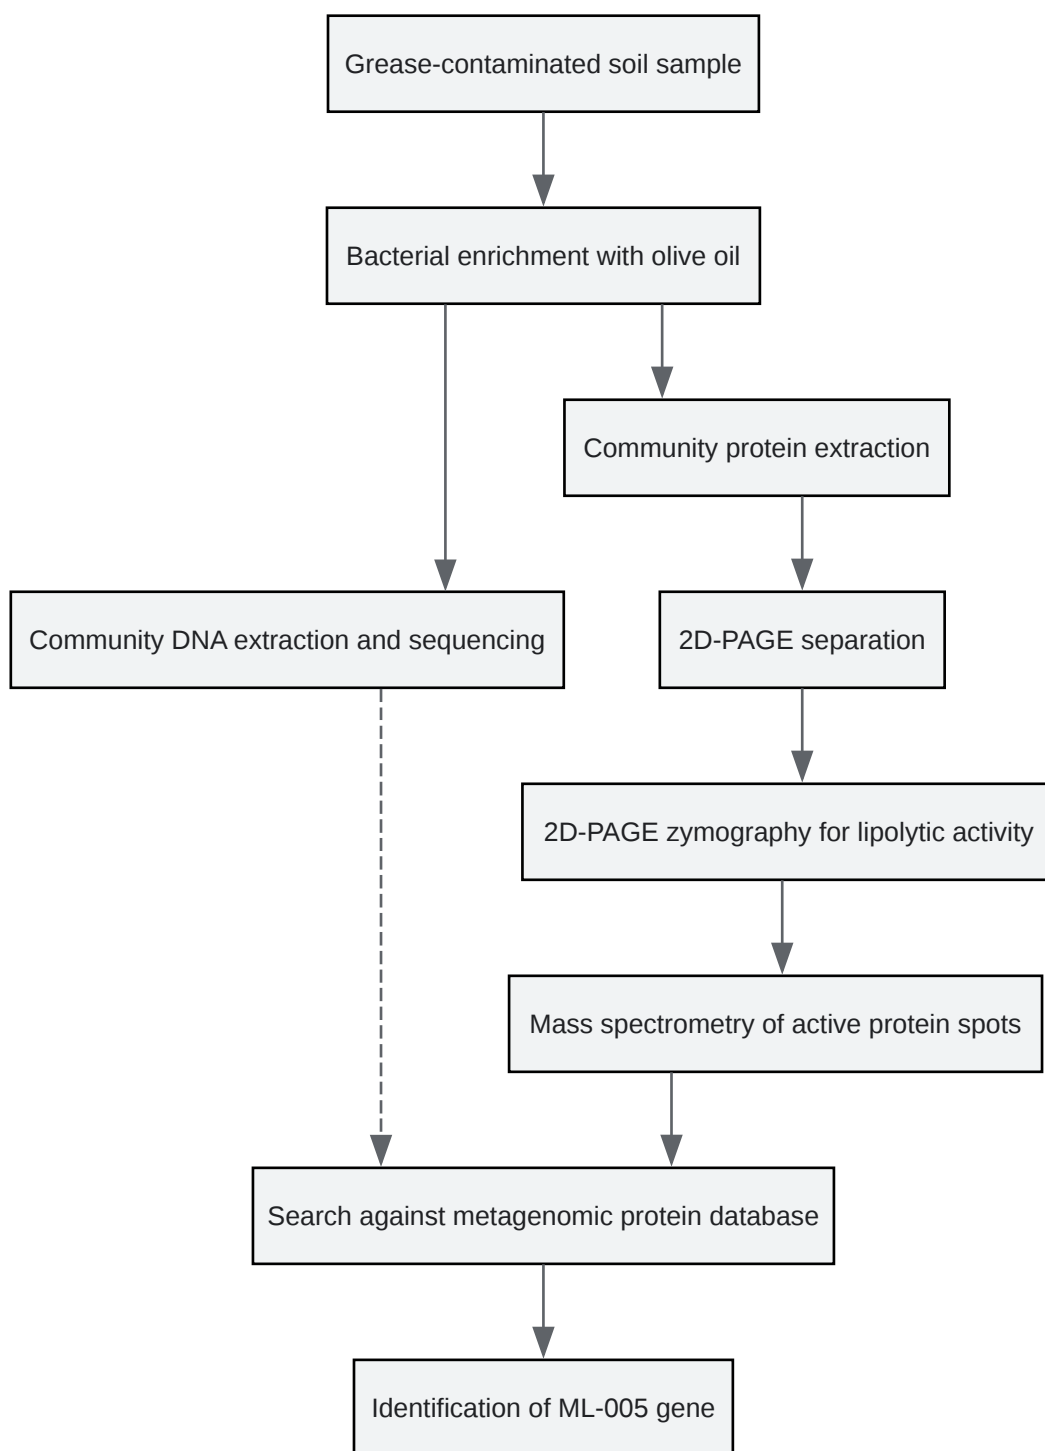 Grease-contaminated soil sample
Bacterial enrichment with olive oil
Community protein extraction
Community DNA extraction and sequencing
2D-PAGE separation
2D-PAGE zymography for lipolytic activity
Mass spectrometry of active protein spots
Search against metagenomic protein database
Identification of ML-005 gene